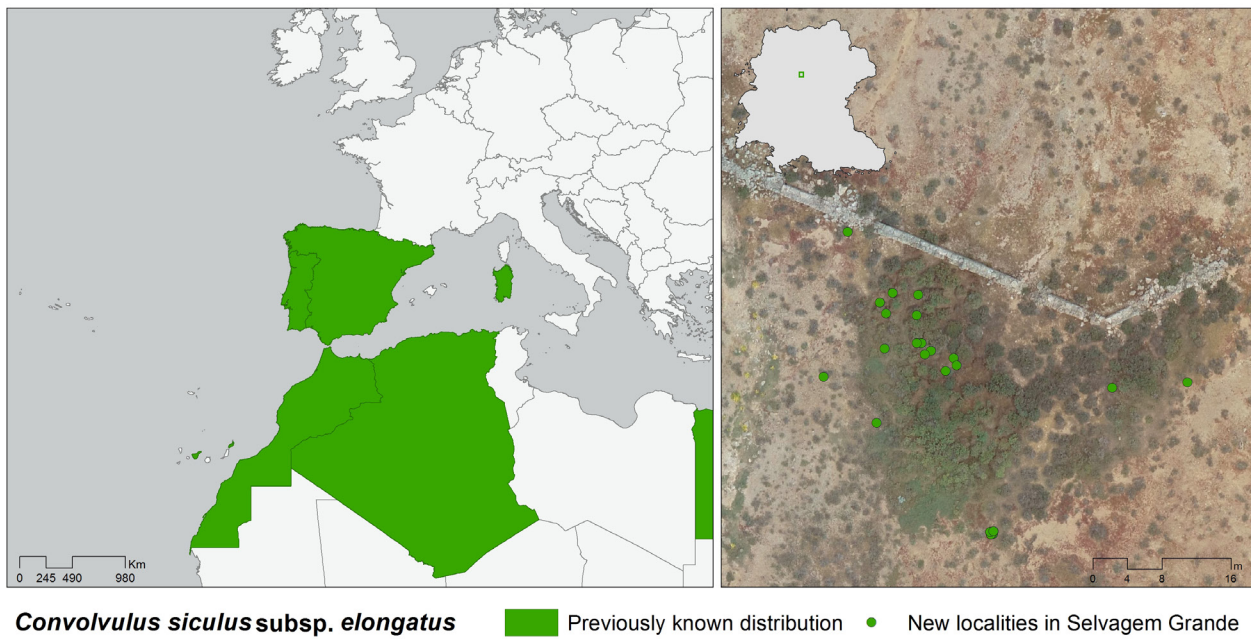 Km
0 245 490 980
m
0 4 8 16
Convolvulus siculus subsp. elongatus Previously known distribution New localities in Selvagem Grande